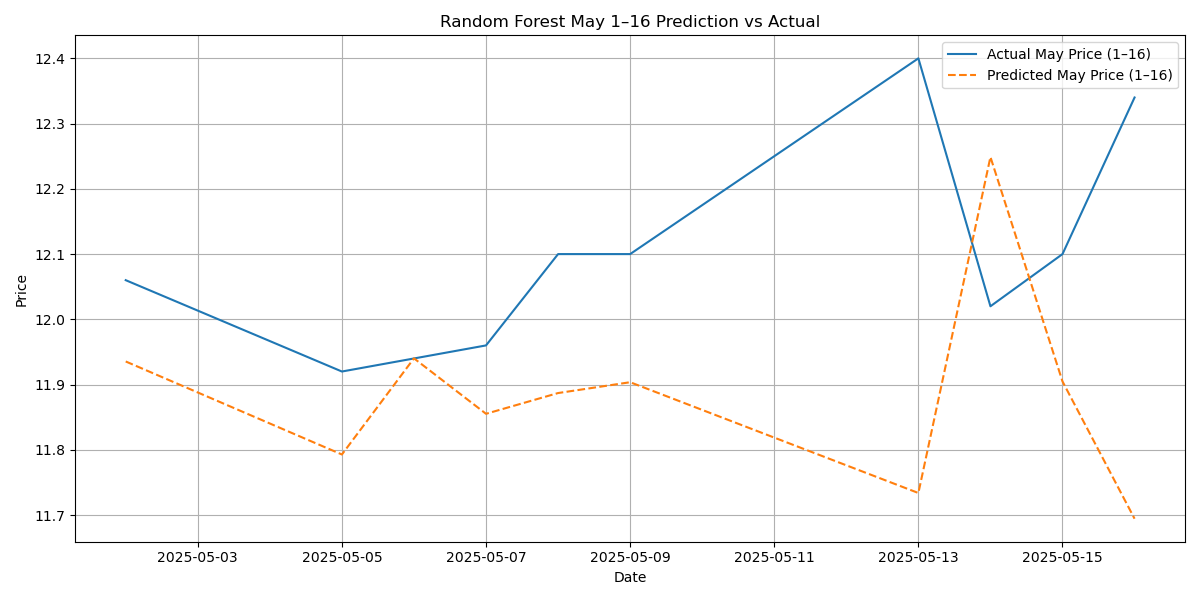 Random Forest May 1–16 Prediction vs Actual
Actual May Price (1–16)
Predicted May Price (1–16)
Price
12.4
12.3
12.2
12.1
12.0
11.9
11.8
11.7
2025-05-03 2025-05-05 2025-05-07 2025-05-09 2025-05-11 2025-05-13 2025-05-15
Date